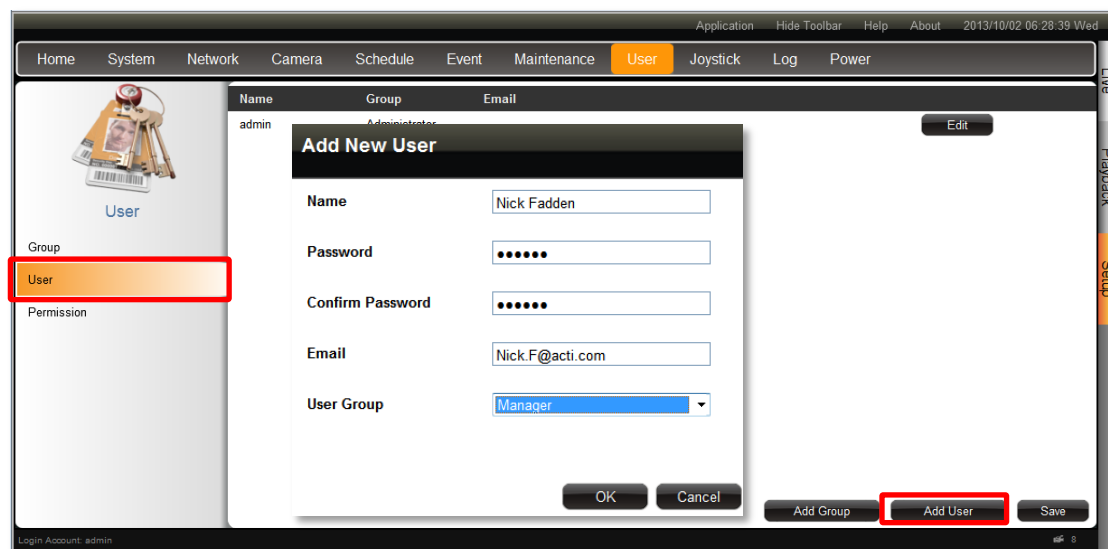 Application Hide Toolbar Help About 2013/10/02 06:28:39 Wed
Home System Network Camera Schedule Event Maintenance User Joystick Log Power
Live
Playback
Setup
User
Group
User
Permission
Name Group Email
admin Administrator Edit
Add New User
Name Nick Fadden
Password ●●●●●●
Confirm Password ●●●●●●
Email Nick.F@acti.com
User Group Manager
OK Cancel
Add Group Add User Save
Login Account: admin 8